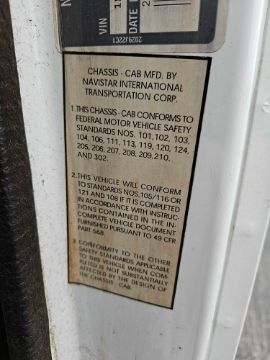 VIN
DATE
2029J22C1
CHASSIS - CAB MFD. BY
NAVISTAR INTERNATIONAL
TRANSPORTATION CORP.
1. THIS CHASSIS - CAB CONFORMS TO
FEDERAL MOTOR VEHICLE SAFETY
STANDARDS NOS. 101, 102, 103,
104, 106, 111, 113, 119, 120, 124,
205, 206, 207, 208, 209, 210,
AND 302.
2. THIS VEHICLE WILL CONFORM
TO STANDARDS NOS. 105/116 OR
121 AND 108 IF IT IS COMPLETED
IN ACCORDANCE WITH INSTRUC-
TIONS CONTAINED IN THE IN-
COMPLETE VEHICLE DOCUMENT
FURNISHED PURSUANT TO 49 CFR
PART 568.
3. CONFORMITY TO THE OTHER
SAFETY STANDARDS APPLICABLE
TO THIS VEHICLE WHEN COM-
PLETED IS NOT SUBSTANTIALLY
AFFECTED BY THE DESIGN OF
THE CHASSIS - CAB.